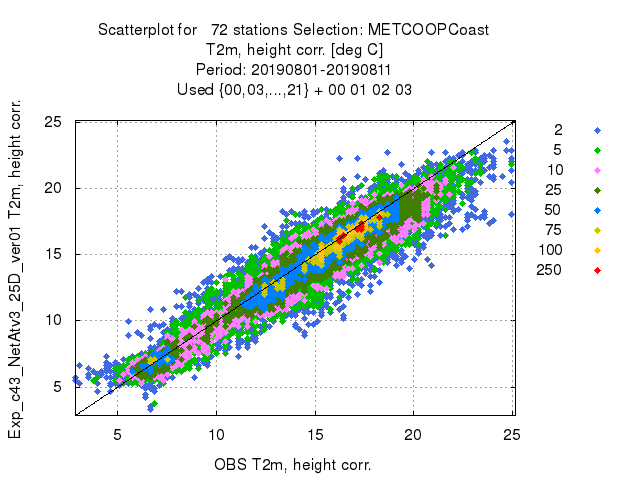 Scatterplot for   72 stations Selection: METCOOPCoast
T2m, height corr. [deg C]
Period: 20190801-20190811
Used {00,03,...,21} + 00 01 02 03
Exp_c43_NetAtv3_25D_ver01 T2m, height corr.
25
20
15
10
5
5 10 15 20 25
OBS T2m, height corr.
2
5
10
25
50
75
100
250